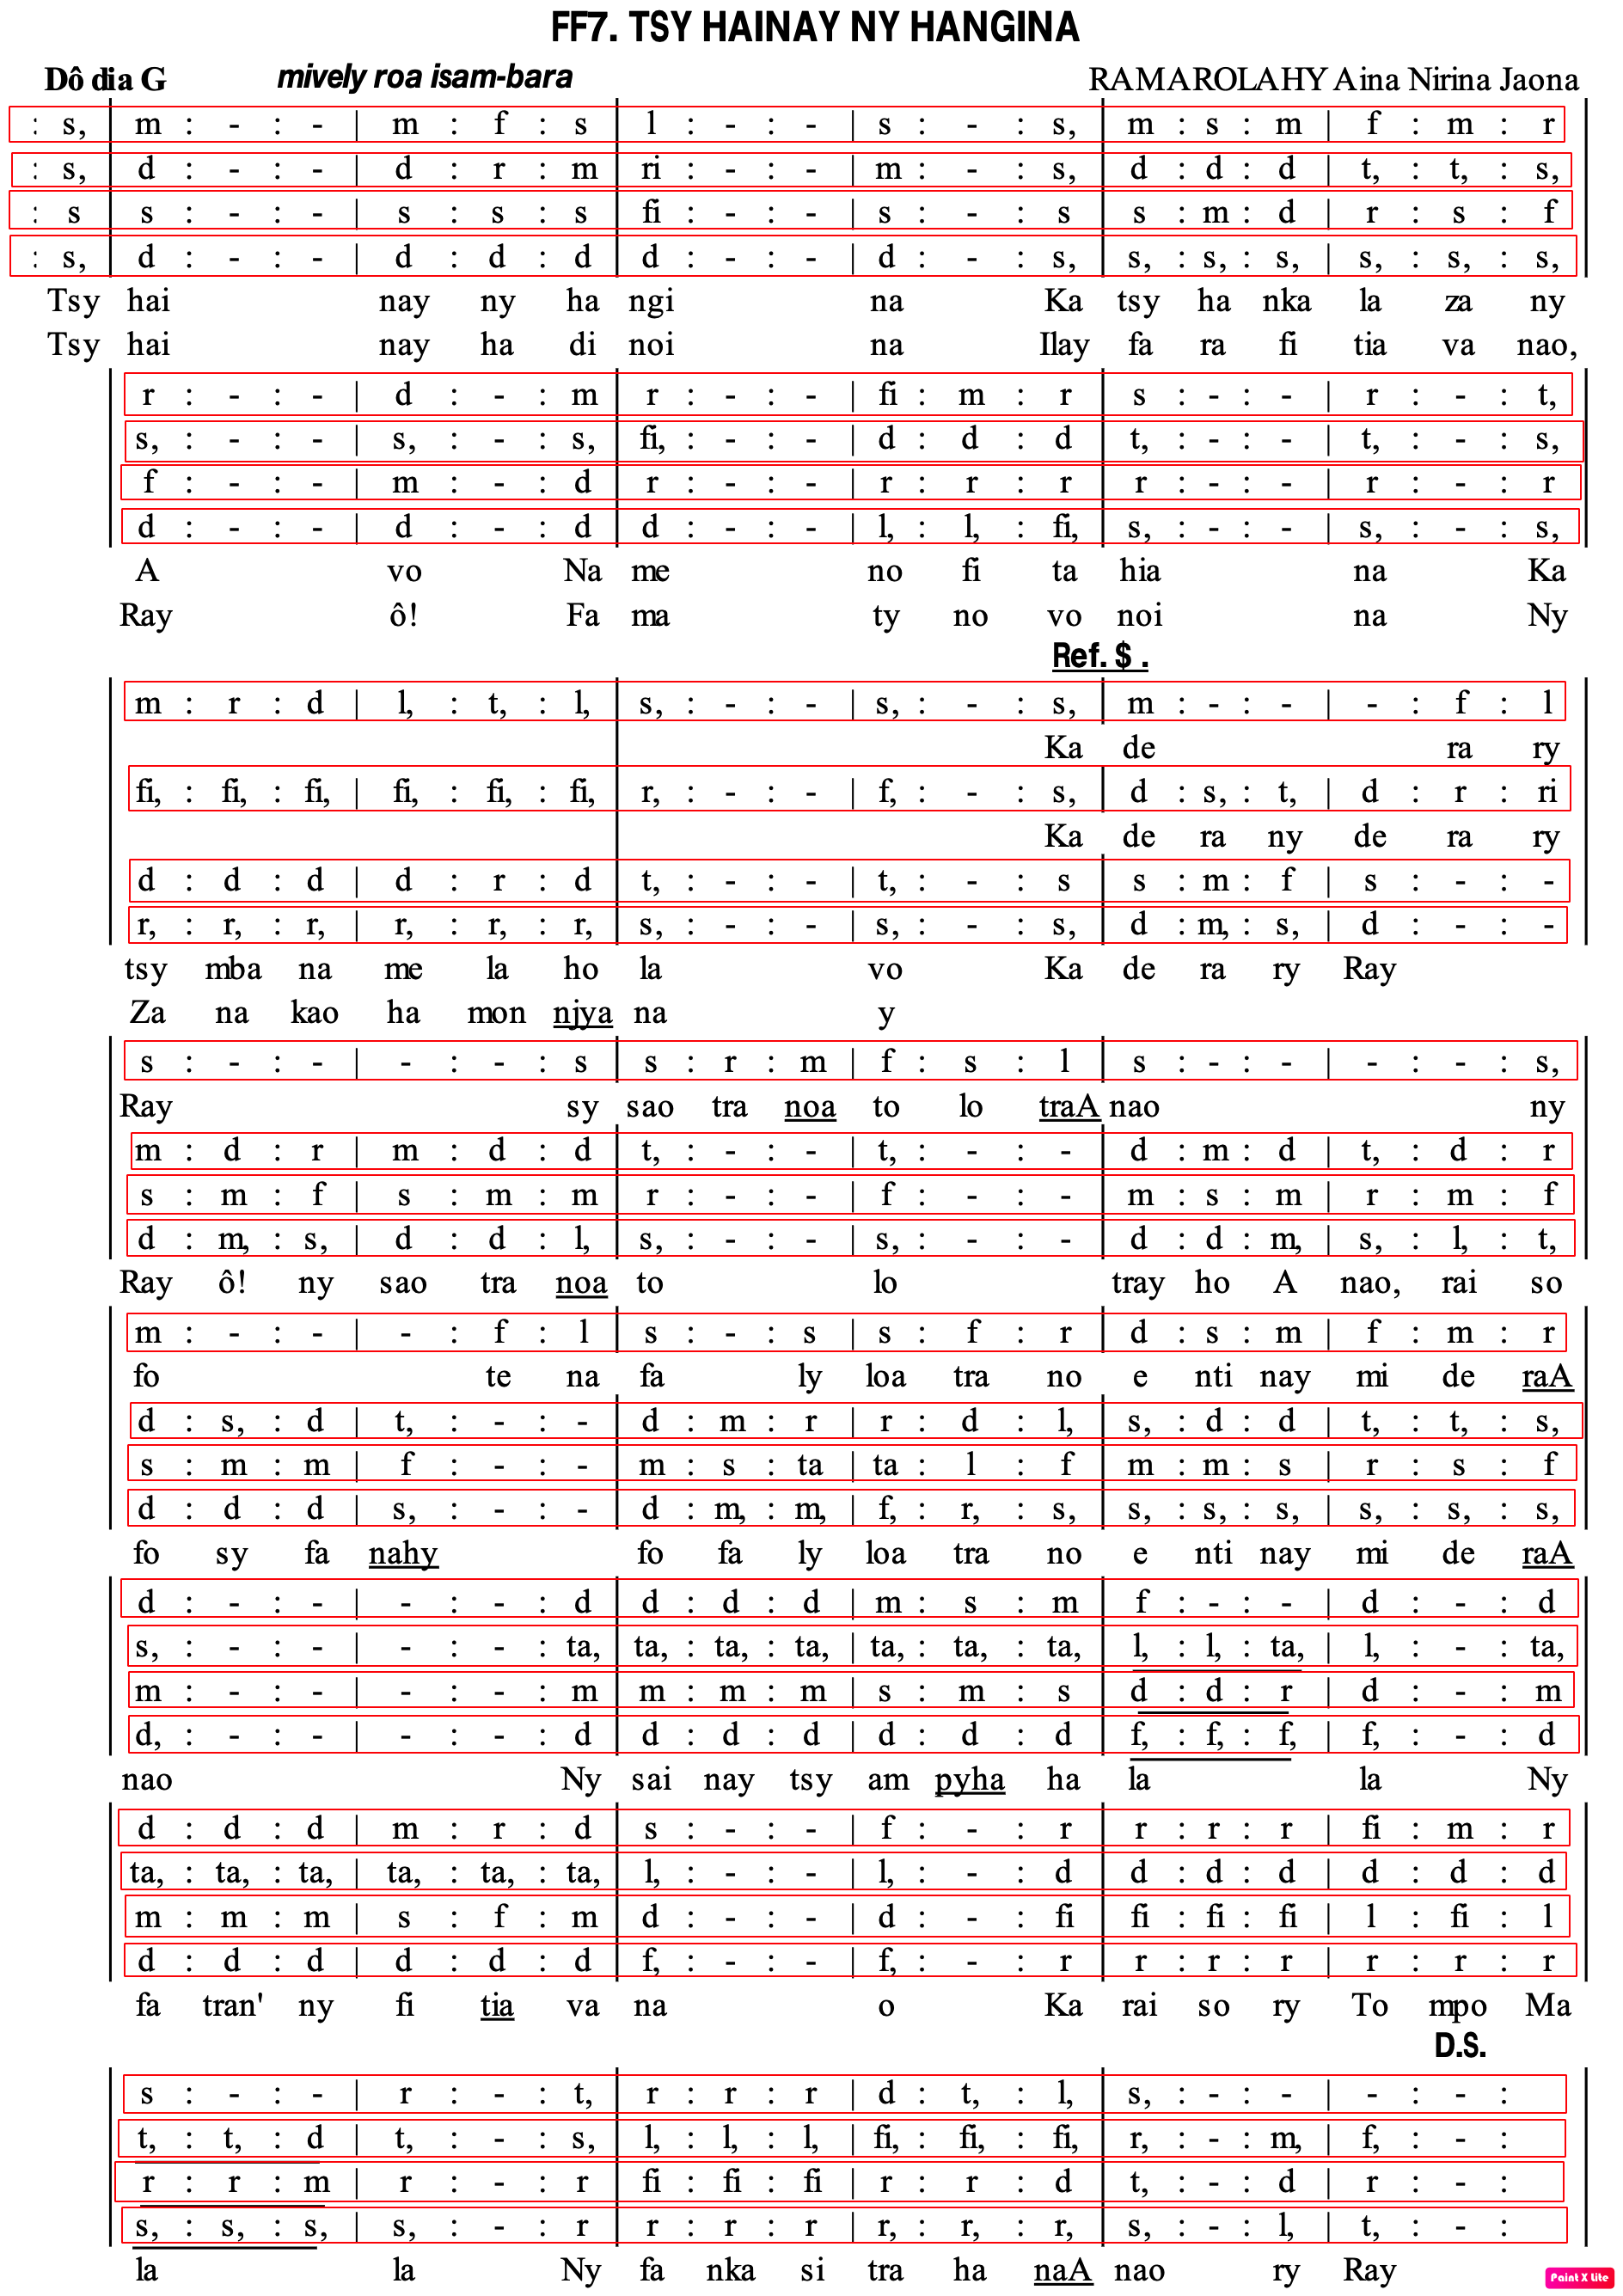 FF7. TSY HAINAY NY HANGINA
Dô dia G mively roa isam-bara RAMAROLAHY Aina Nirina Jaona
: s, m : - : - | m : f : s l : - : - | s : - : s, m : s : m | f : m : r
: s, d : - : - | d : r : m ri : - : - | m : - : s, d : d : d | t, : t, : s,
: s s : - : - | s : s : s fi : - : - | s : - : s s : m : d | r : s : f
: s, d : - : - | d : d : d d : - : - | d : - : s, s, : s, : s, | s, : s, : s,
Tsy hai nay ny ha ngi na Ka tsy ha nka la za ny
Tsy hai nay ha di noi na Ilay fa ra fi tia va nao,
r : - : - | d : - : m r : - : - | fi : m : r s : - : - | r : - : t,
s, : - : - | s, : - : s, fi, : - : - | d : d : d t, : - : - | t, : - : s,
f : - : - | m : - : d r : - : - | r : r : r r : - : - | r : - : r
d : - : - | d : - : d d : - : - | l, : l, : fi, s, : - : - | s, : - : s,
A vo Na me no fi ta hia na Ka
Ray ô! Fa ma ty no vo noi na Ny
Ref. $ .
m : r : d | l, : t, : l, s, : - : - | s, : - : s, m : - : - | - : f : l
Ka de ra ry
fi, : fi, : fi, | fi, : fi, : fi, r, : - : - | f, : - : s, d : s, : t, | d : r : ri
Ka de ra ny de ra ry
d : d : d | d : r : d t, : - : - | t, : - : s s : m : f | s : - : -
r, : r, : r, | r, : r, : r, s, : - : - | s, : - : s, d : m, : s, | d : - : -
tsy mba na me la ho la vo Ka de ra ry Ray
Za na kao ha mon njya na y
s : - : - | - : - : s s : r : m | f : s : l s : - : - | - : - : s,
Ray sy sao tra noa to lo traA nao ny
m : d : r | m : d : d t, : - : - | t, : - : - d : m : d | t, : d : r
s : m : f | s : m : m r : - : - | f : - : - m : s : m | r : m : f
d : m, : s, | d : d : l, s, : - : - | s, : - : - d : d : m, | s, : l, : t,
Ray ô! ny sao tra noa to lo tray ho A nao, rai so
m : - : - | - : f : l s : - : s | s : f : r d : s : m | f : m : r
fo te na fa ly loa tra no e nti nay mi de raA
d : s, : d | t, : - : - d : m : r | r : d : l, s, : d : d | t, : t, : s,
s : m : m | f : - : - m : s : ta | ta : l : f m : m : s | r : s : f
d : d : d | s, : - : - d : m, : m, | f, : r, : s, s, : s, : s, | s, : s, : s,
fo sy fa nahy fo fa ly loa tra no e nti nay mi de raA
d : - : - | - : - : d d : d : d | m : s : m f : - : - | d : - : d
s, : - : - | - : - : ta, ta, : ta, : ta, | ta, : ta, : ta, l, : l, : ta, | l, : - : ta,
m : - : - | - : - : m m : m : m | s : m : s d : d : r | d : - : m
d, : - : - | - : - : d d : d : d | d : d : d f, : f, : f, | f, : - : d
nao Ny sai nay tsy am pyha ha la la Ny
d : d : d | m : r : d s : - : - | f : - : r r : r : r | fi : m : r
ta, : ta, : ta, | ta, : ta, : ta, l, : - : - | l, : - : d d : d : d | d : d : d
m : m : m | s : f : m d : - : - | d : - : fi fi : fi : fi | l : fi : l
d : d : d | d : d : d f, : - : - | f, : - : r r : r : r | r : r : r
fa tran' ny fi tia va na o Ka rai so ry To mpo Ma
D.S.
s : - : - | r : - : t, r : r : r | d : t, : l, s, : - : - | - : - :
t, : t, : d | t, : - : s, l, : l, : l, | fi, : fi, : fi, r, : - : m, | f, : - :
r : r : m | r : - : r fi : fi : fi | r : r : d t, : - : d | r : - :
s, : s, : s, | s, : - : r r : r : r | r, : r, : r, s, : - : l, | t, : - :
la la Ny fa nka si tra ha naA nao ry Ray
Paint X Lite